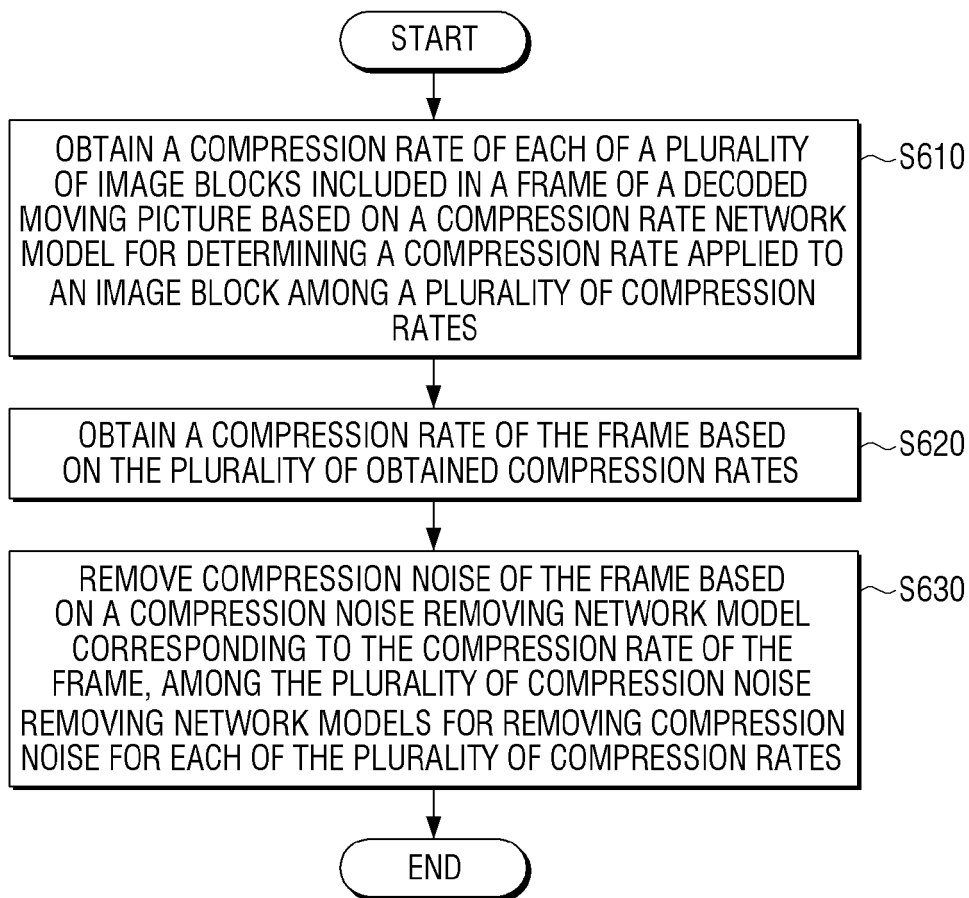 START
OBTAIN A COMPRESSION RATE OF EACH OF A PLURALITY
OF IMAGE BLOCKS INCLUDED IN A FRAME OF A DECODED
MOVING PICTURE BASED ON A COMPRESSION RATE NETWORK
MODEL FOR DETERMINING A COMPRESSION RATE APPLIED TO
AN IMAGE BLOCK AMONG A PLURALITY OF COMPRESSION
RATES
S610
OBTAIN A COMPRESSION RATE OF THE FRAME BASED
ON THE PLURALITY OF OBTAINED COMPRESSION RATES
S620
REMOVE COMPRESSION NOISE OF THE FRAME BASED
ON A COMPRESSION NOISE REMOVING NETWORK MODEL
CORRESPONDING TO THE COMPRESSION RATE OF THE
FRAME, AMONG THE PLURALITY OF COMPRESSION NOISE
REMOVING NETWORK MODELS FOR REMOVING COMPRESSION
NOISE FOR EACH OF THE PLURALITY OF COMPRESSION RATES
S630
END